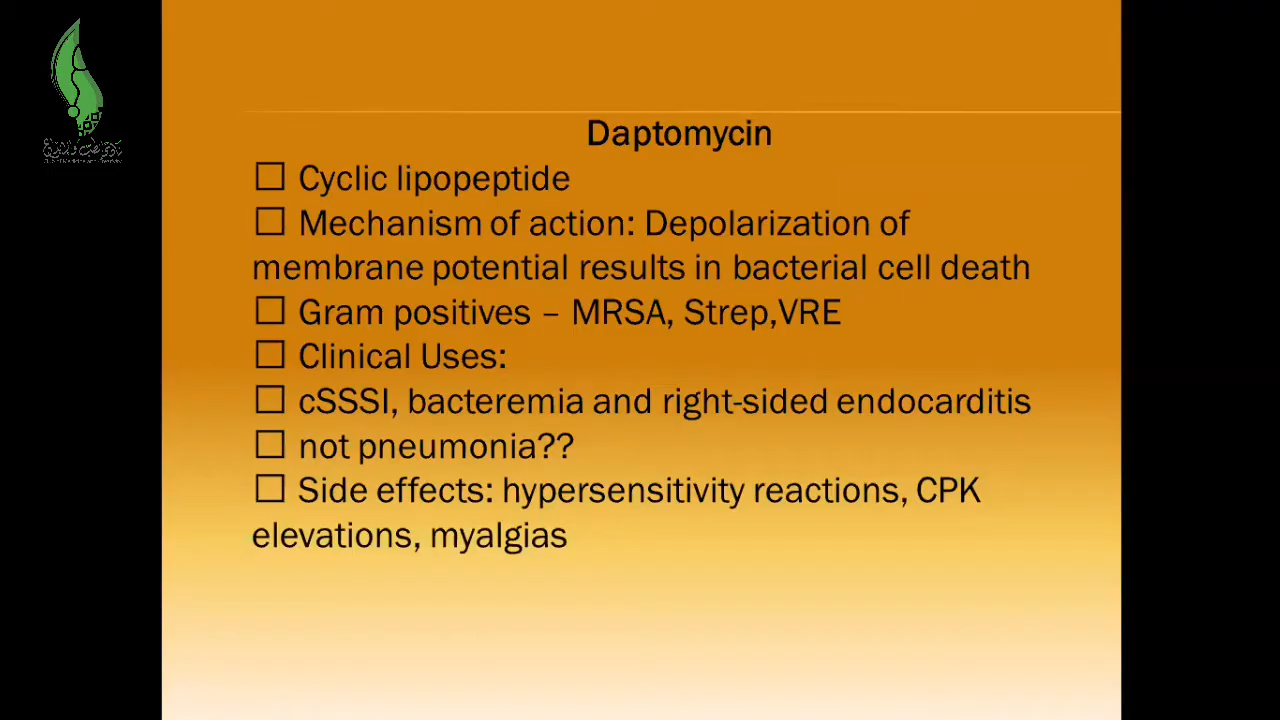 Daptomycin
☐ Cyclic lipopeptide
☐ Mechanism of action: Depolarization of
membrane potential results in bacterial cell death
☐ Gram positives – MRSA, Strep,VRE
☐ Clinical Uses:
☐ cSSSI, bacteremia and right-sided endocarditis
☐ not pneumonia??
☐ Side effects: hypersensitivity reactions, CPK
elevations, myalgias